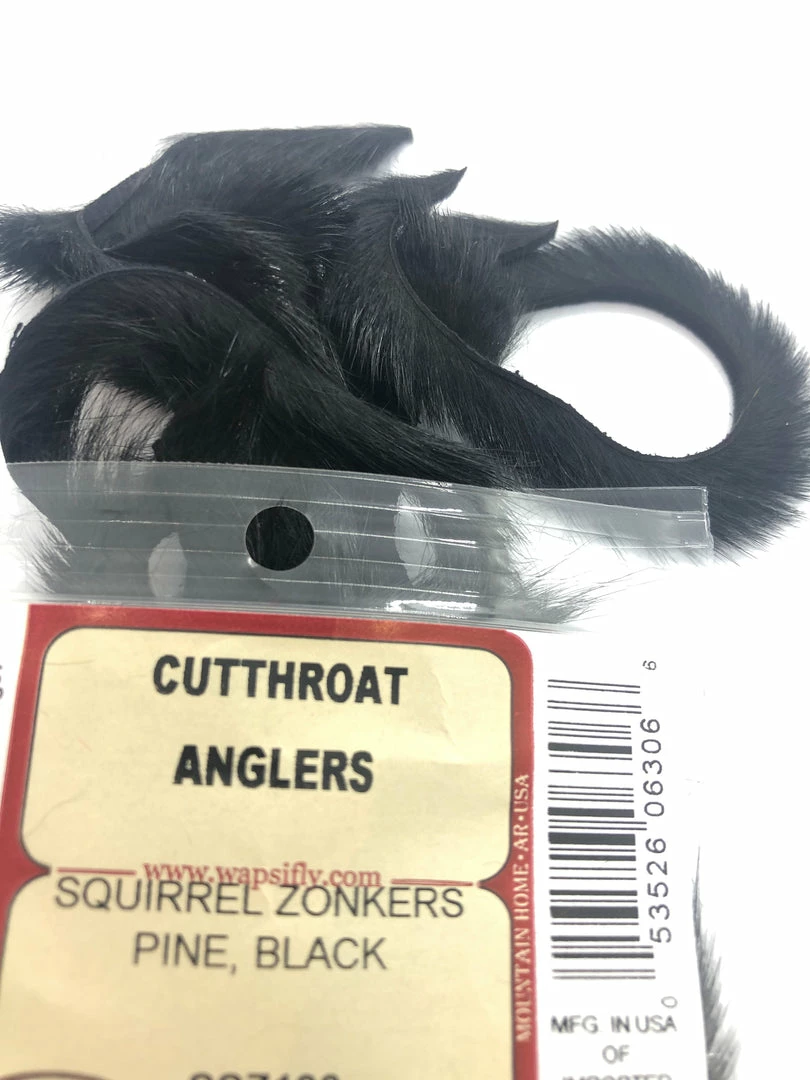 CUTTHROAT
ANGLERS
www.wapsifly.com
SQUIRREL ZONKERS
PINE, BLACK
MOUNTAIN HOME • AR • USA
0 53526 06306 6
MFG. IN USA
OF